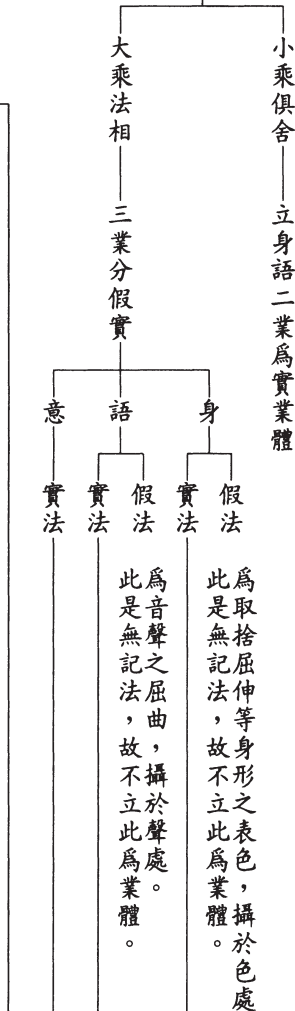 小乘俱舍
立身語二業爲實業體
大乘法相
三業分假實
身
假法
爲取捨屈伸等身形之表色，攝於色處
此是無記法，故不立此爲業體。
實法
語
假法
爲音聲之屈曲，攝於聲處。
此是無記法，故不立此爲業體。
實法
意
實法